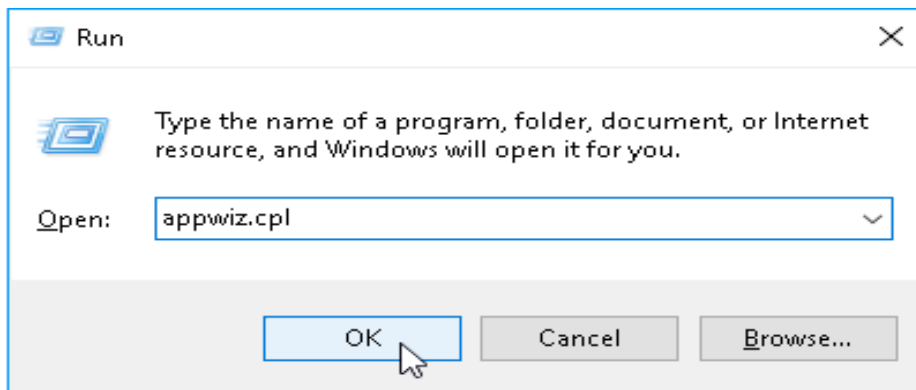 Run
Type the name of a program, folder, document, or Internet
resource, and Windows will open it for you.
Open: appwiz.cpl
OK Cancel Browse...